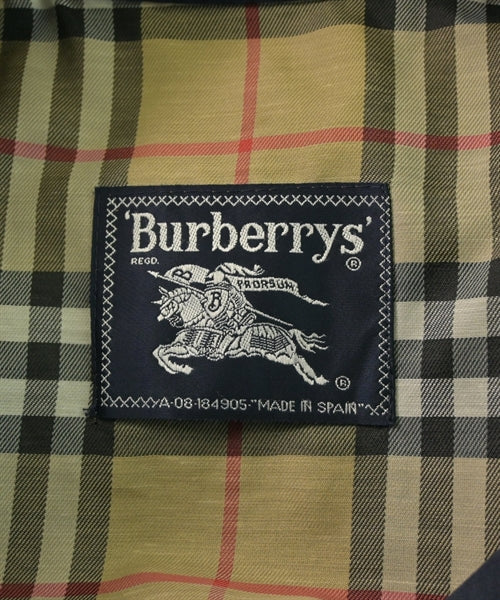 'Burberrys'
REGD. ®
B PRORSUM
B
®
A-08-184905-"MADE IN SPAIN"